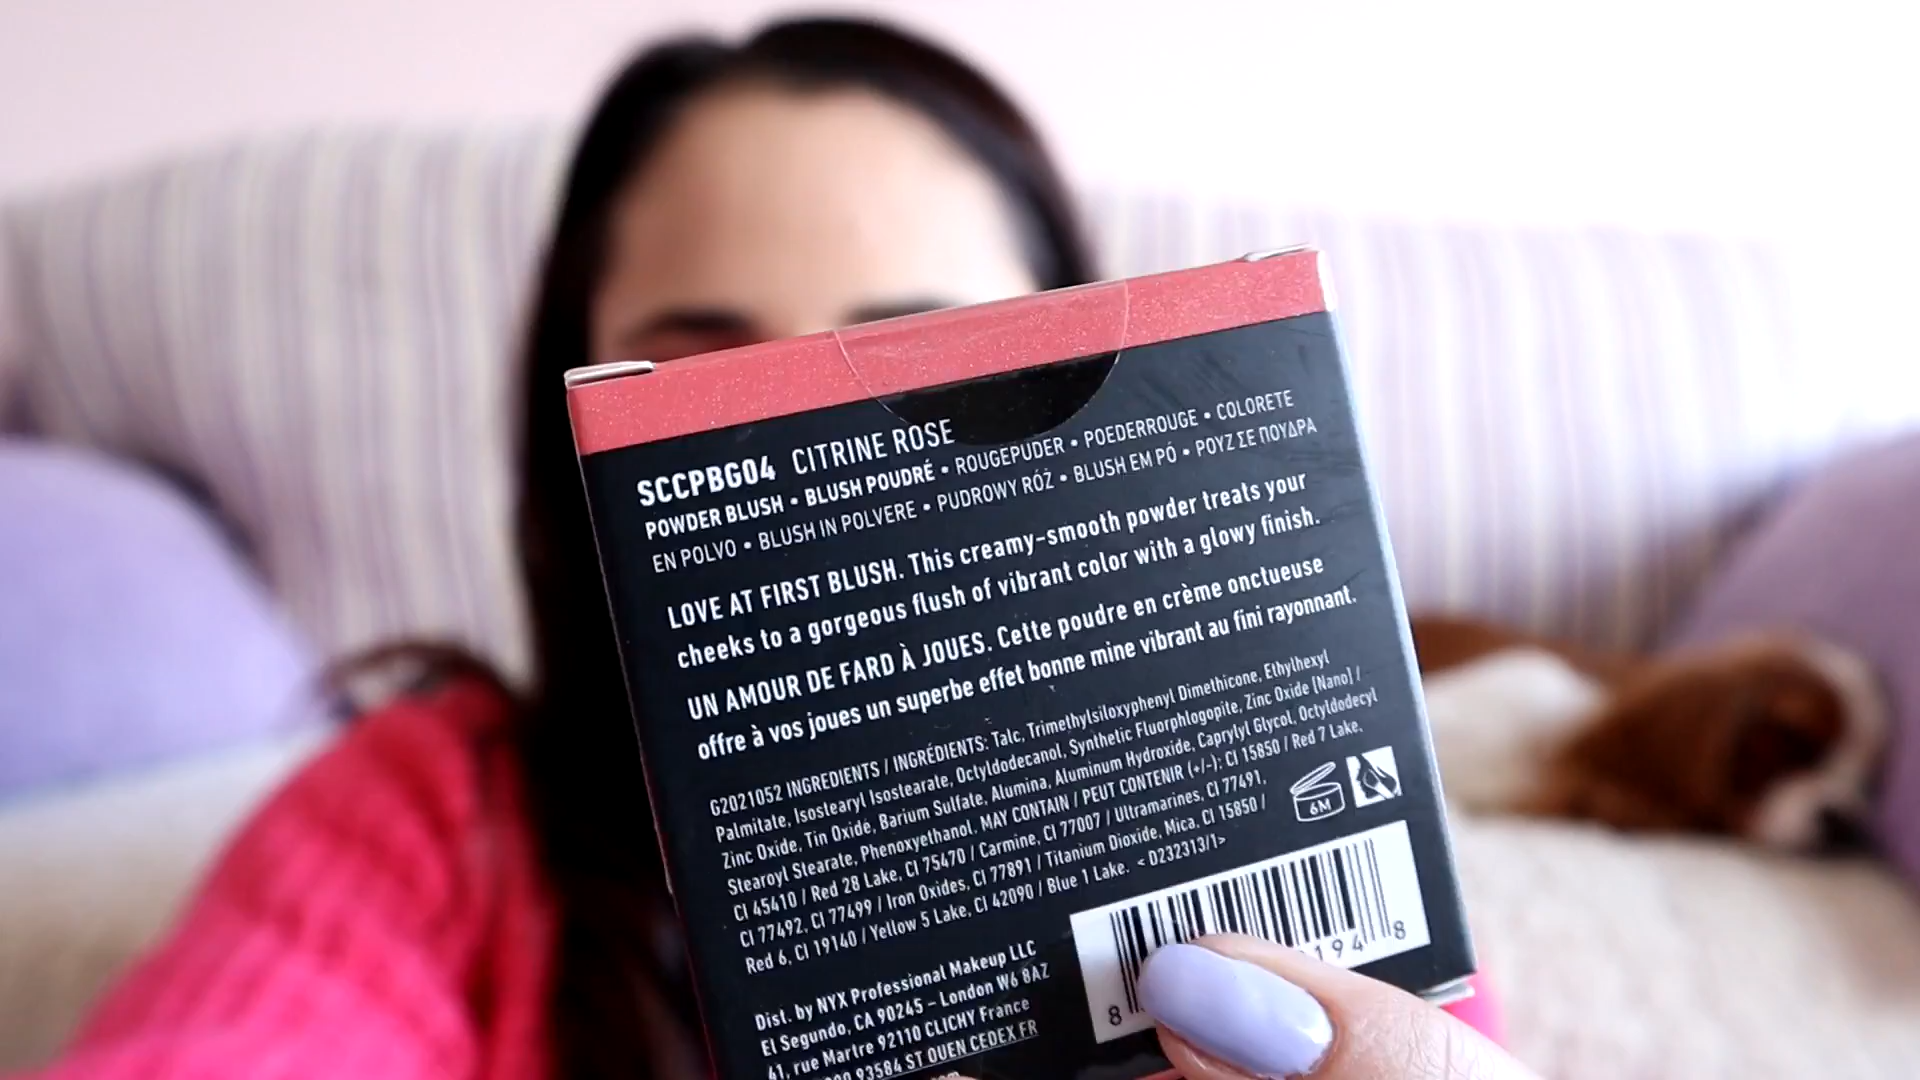 SCCPBG04 CITRINE ROSE
POWDER BLUSH • BLUSH POUDRÉ • ROUGEPUDER • POEDERROUGE • COLORETE
EN POLVO • BLUSH IN POLVERE • PUDROWY RÓŻ • BLUSH EM PÓ • ΡΟΥΖ ΣΕ ΠΟΥΔΡΑ
LOVE AT FIRST BLUSH. This creamy-smooth powder treats your
cheeks to a gorgeous flush of vibrant color with a glowy finish.
UN AMOUR DE FARD À JOUES. Cette poudre en crème onctueuse
offre à vos joues un superbe effet bonne mine vibrant au fini rayonnant.
G2021052 INGREDIENTS / INGRÉDIENTS: Talc, Trimethylsiloxyphenyl Dimethicone, Ethylhexyl
Palmitate, Isostearyl Isostearate, Octyldodecanol, Synthetic Fluorphlogopite, Zinc Oxide [Nano] /
Zinc Oxide, Tin Oxide, Barium Sulfate, Alumina, Aluminum Hydroxide, Caprylyl Glycol, Octyldodecyl
Stearoyl Stearate, Phenoxyethanol. MAY CONTAIN / PEUT CONTENIR (+/-): CI 15850 / Red 7 Lake,
CI 45410 / Red 28 Lake, CI 75470 / Carmine, CI 77007 / Ultramarines, CI 77491,
CI 77492, CI 77499 / Iron Oxides, CI 77891 / Titanium Dioxide, Mica, CI 15850 /
Red 6, CI 19140 / Yellow 5 Lake, CI 42090 / Blue 1 Lake. <D232313/1>
6M
Dist. by NYX Professional Makeup LLC
El Segundo, CA 90245 – London W6 8AZ
41, rue Martre 92110 CLICHY France
93584 ST OUEN CEDEX FR
8 194 8